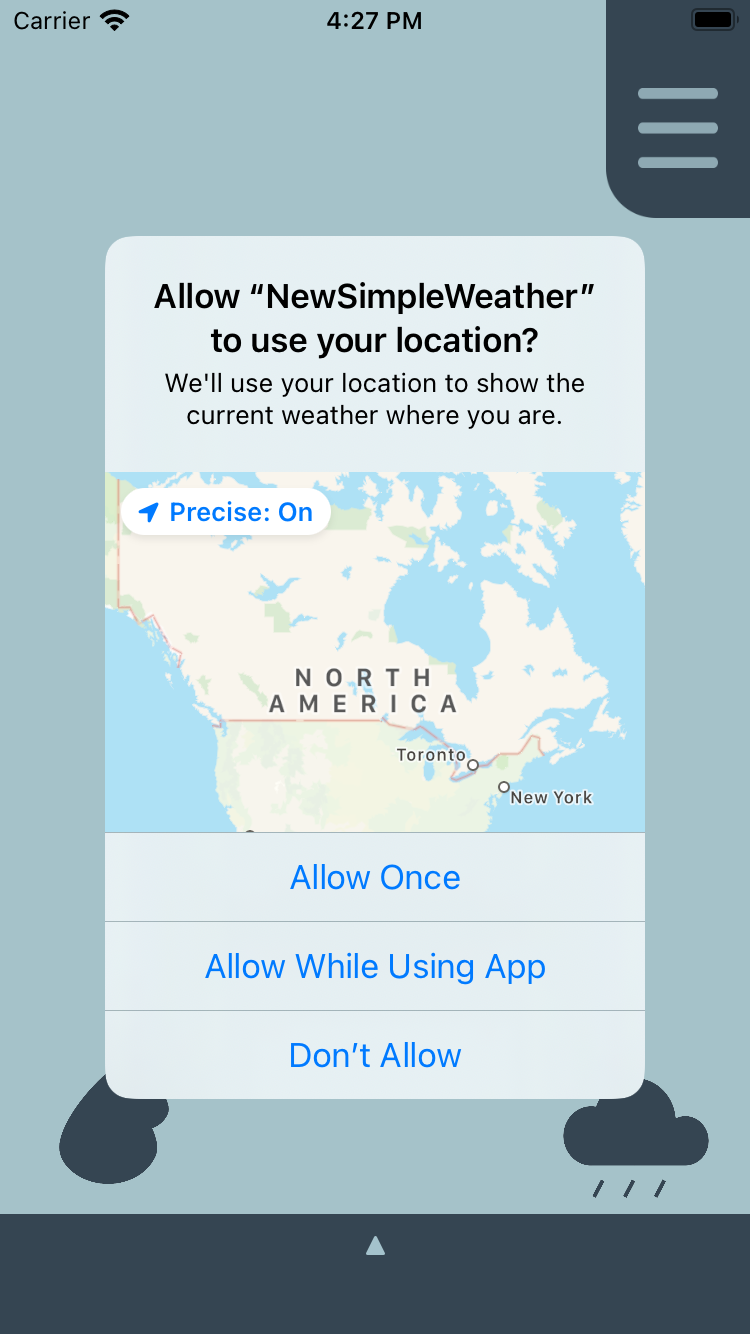 Carrier 4:27 PM
Allow “NewSimpleWeather”
to use your location?
We'll use your location to show the
current weather where you are.
Precise: On
NORTH
AMERICA
Toronto
New York
Allow Once
Allow While Using App
Don’t Allow